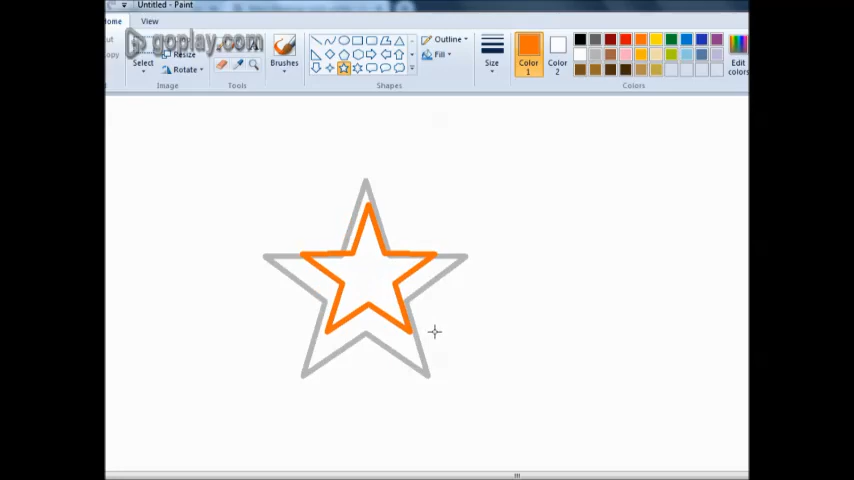 Untitled - Paint
View
goplay.com
Select
Resize
Rotate
Image
A
Tools
Brushes
Shapes
Outline
Fill
Size
Color 1
Color 2
Colors
Edit colors